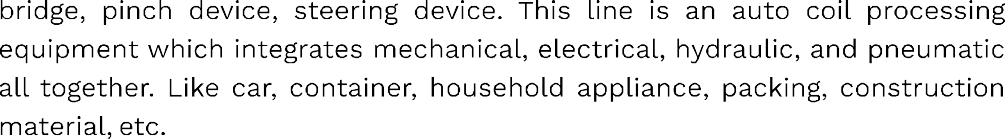 bridge, pinch device, steering device. This line is an auto coil processing
equipment which integrates mechanical, electrical, hydraulic, and pneumatic
all together. Like car, container, household appliance, packing, construction
material, etc.